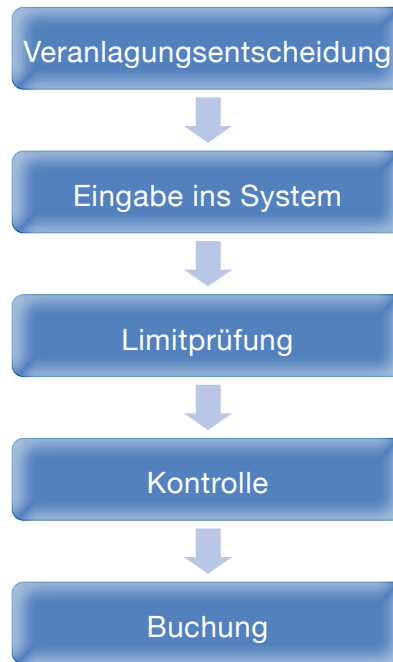 Veranlagungsentscheidung
Eingabe ins System
Limitprüfung
Kontrolle
Buchung